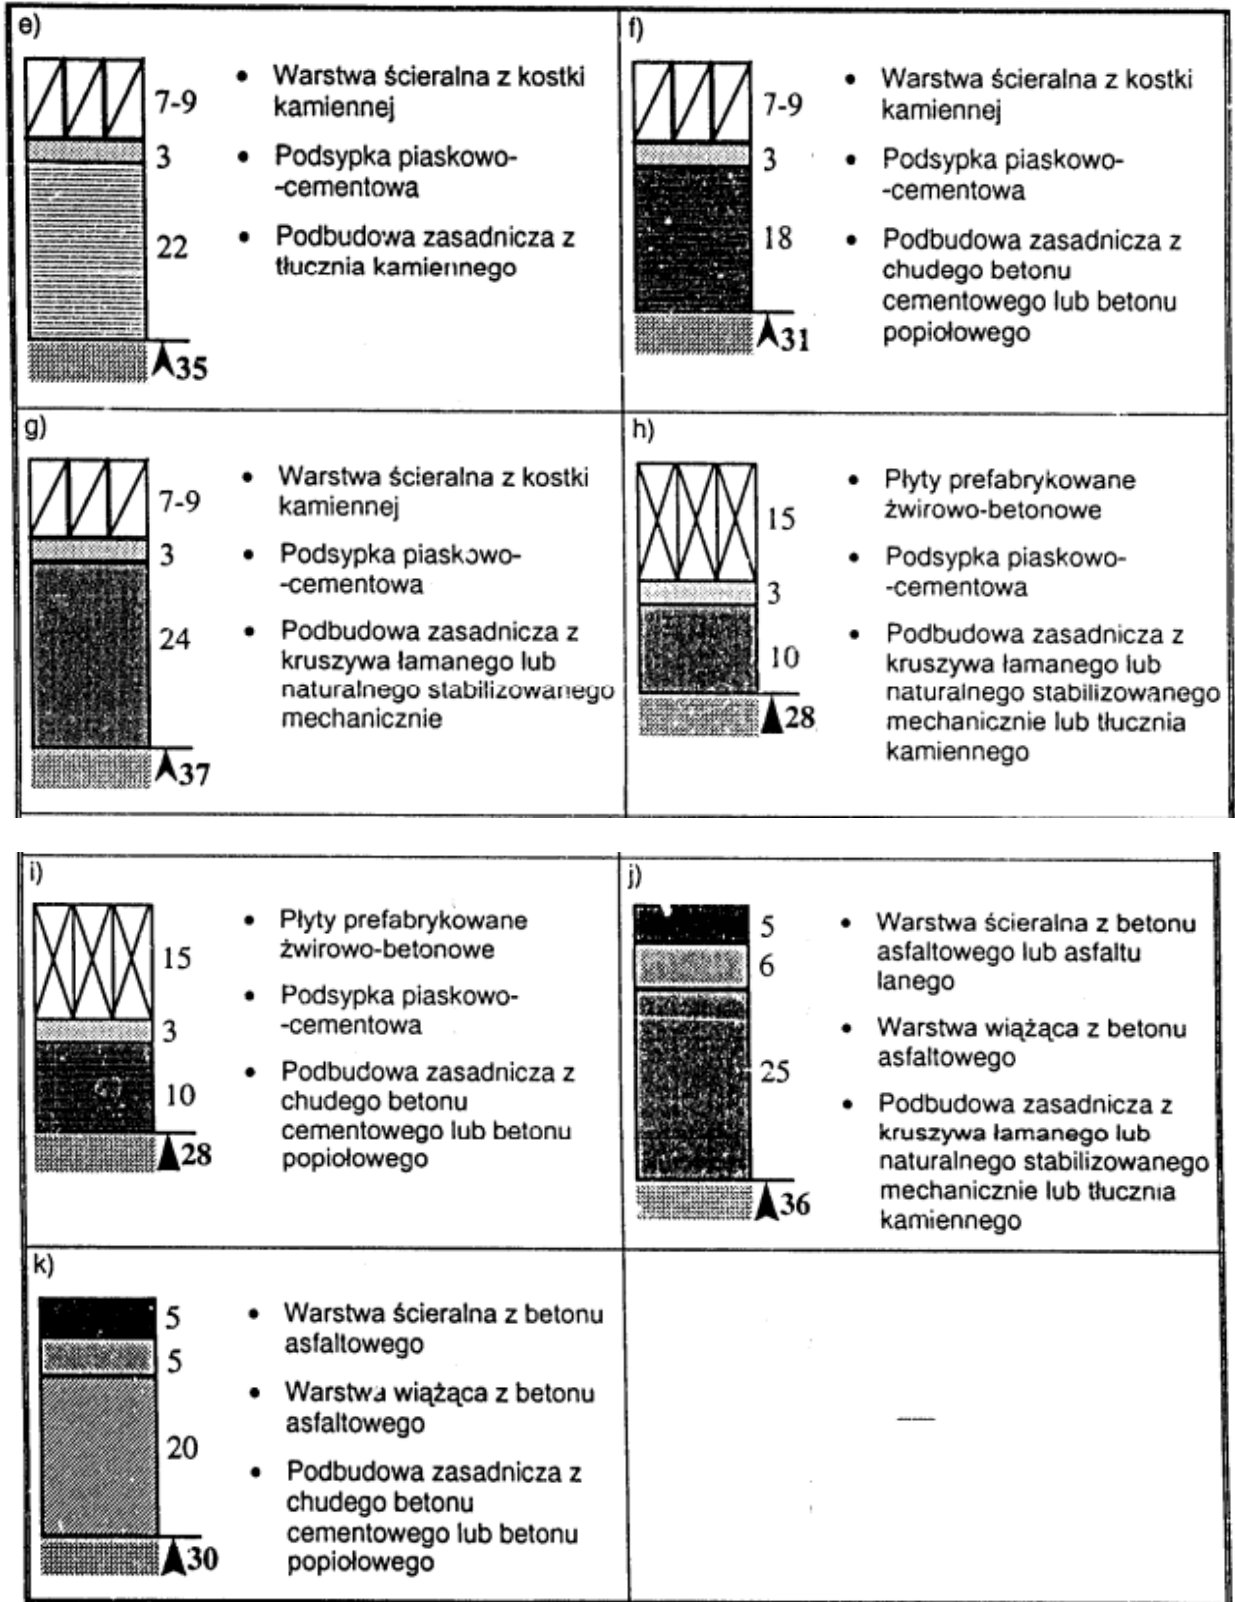 e)
7-9
3
22
35
• Warstwa ścieralna z kostki
kamiennej
• Podsypka piaskowo-
-cementowa
• Podbudowa zasadnicza z
tłucznia kamiennego
f)
7-9
3
18
31
• Warstwa ścieralna z kostki
kamiennej
• Podsypka piaskowo-
-cementowa
• Podbudowa zasadnicza z
chudego betonu
cementowego lub betonu
popiołowego
g)
7-9
3
24
37
• Warstwa ścieralna z kostki
kamiennej
• Podsypka piaskowo-
-cementowa
• Podbudowa zasadnicza z
kruszywa łamanego lub
naturalnego stabilizowanego
mechanicznie
h)
15
3
10
28
• Płyty prefabrykowane
żwirowo-betonowe
• Podsypka piaskowo-
-cementowa
• Podbudowa zasadnicza z
kruszywa łamanego lub
naturalnego stabilizowanego
mechanicznie lub tłucznia
kamiennego
i)
15
3
10
28
• Płyty prefabrykowane
żwirowo-betonowe
• Podsypka piaskowo-
-cementowa
• Podbudowa zasadnicza z
chudego betonu
cementowego lub betonu
popiołowego
j)
5
6
25
36
• Warstwa ścieralna z betonu
asfaltowego lub asfaltu
lanego
• Warstwa wiążąca z betonu
asfaltowego
• Podbudowa zasadnicza z
kruszywa łamanego lub
naturalnego stabilizowanego
mechanicznie lub tłucznia
kamiennego
k)
5
5
20
30
• Warstwa ścieralna z betonu
asfaltowego
• Warstwa wiążąca z betonu
asfaltowego
• Podbudowa zasadnicza z
chudego betonu
cementowego lub betonu
popiołowego